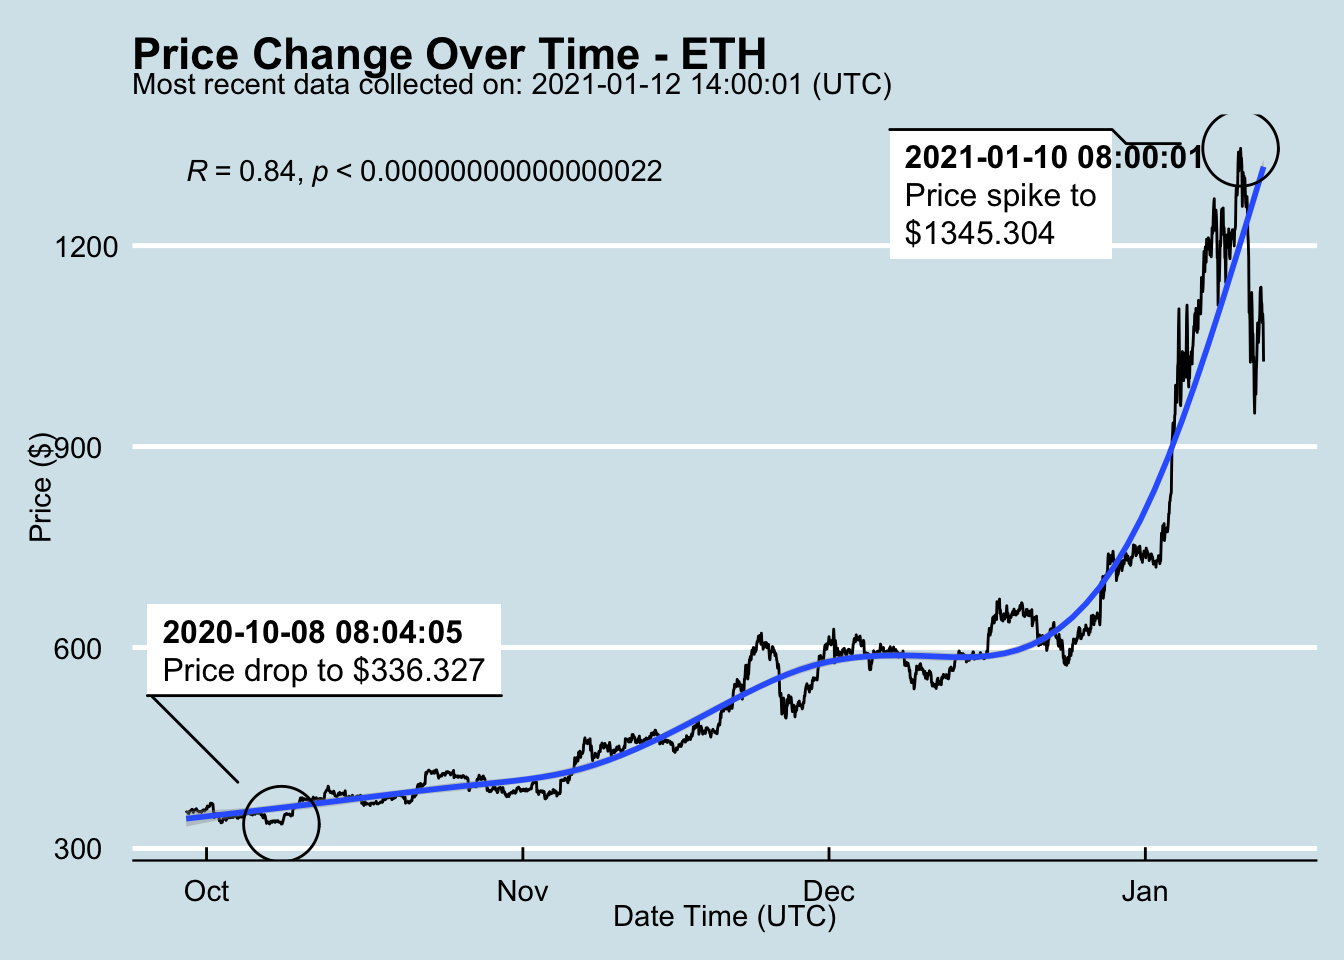 Price Change Over Time - ETH
Most recent data collected on: 2021-01-12 14:00:01 (UTC)
R = 0.84, p < 0.00000000000000022
2021-01-10 08:00:01
Price spike to
$1345.304
1200
900
Price ($)
2020-10-08 08:04:05
Price drop to $336.327
600
300
Oct
Nov
Dec
Jan
Date Time (UTC)